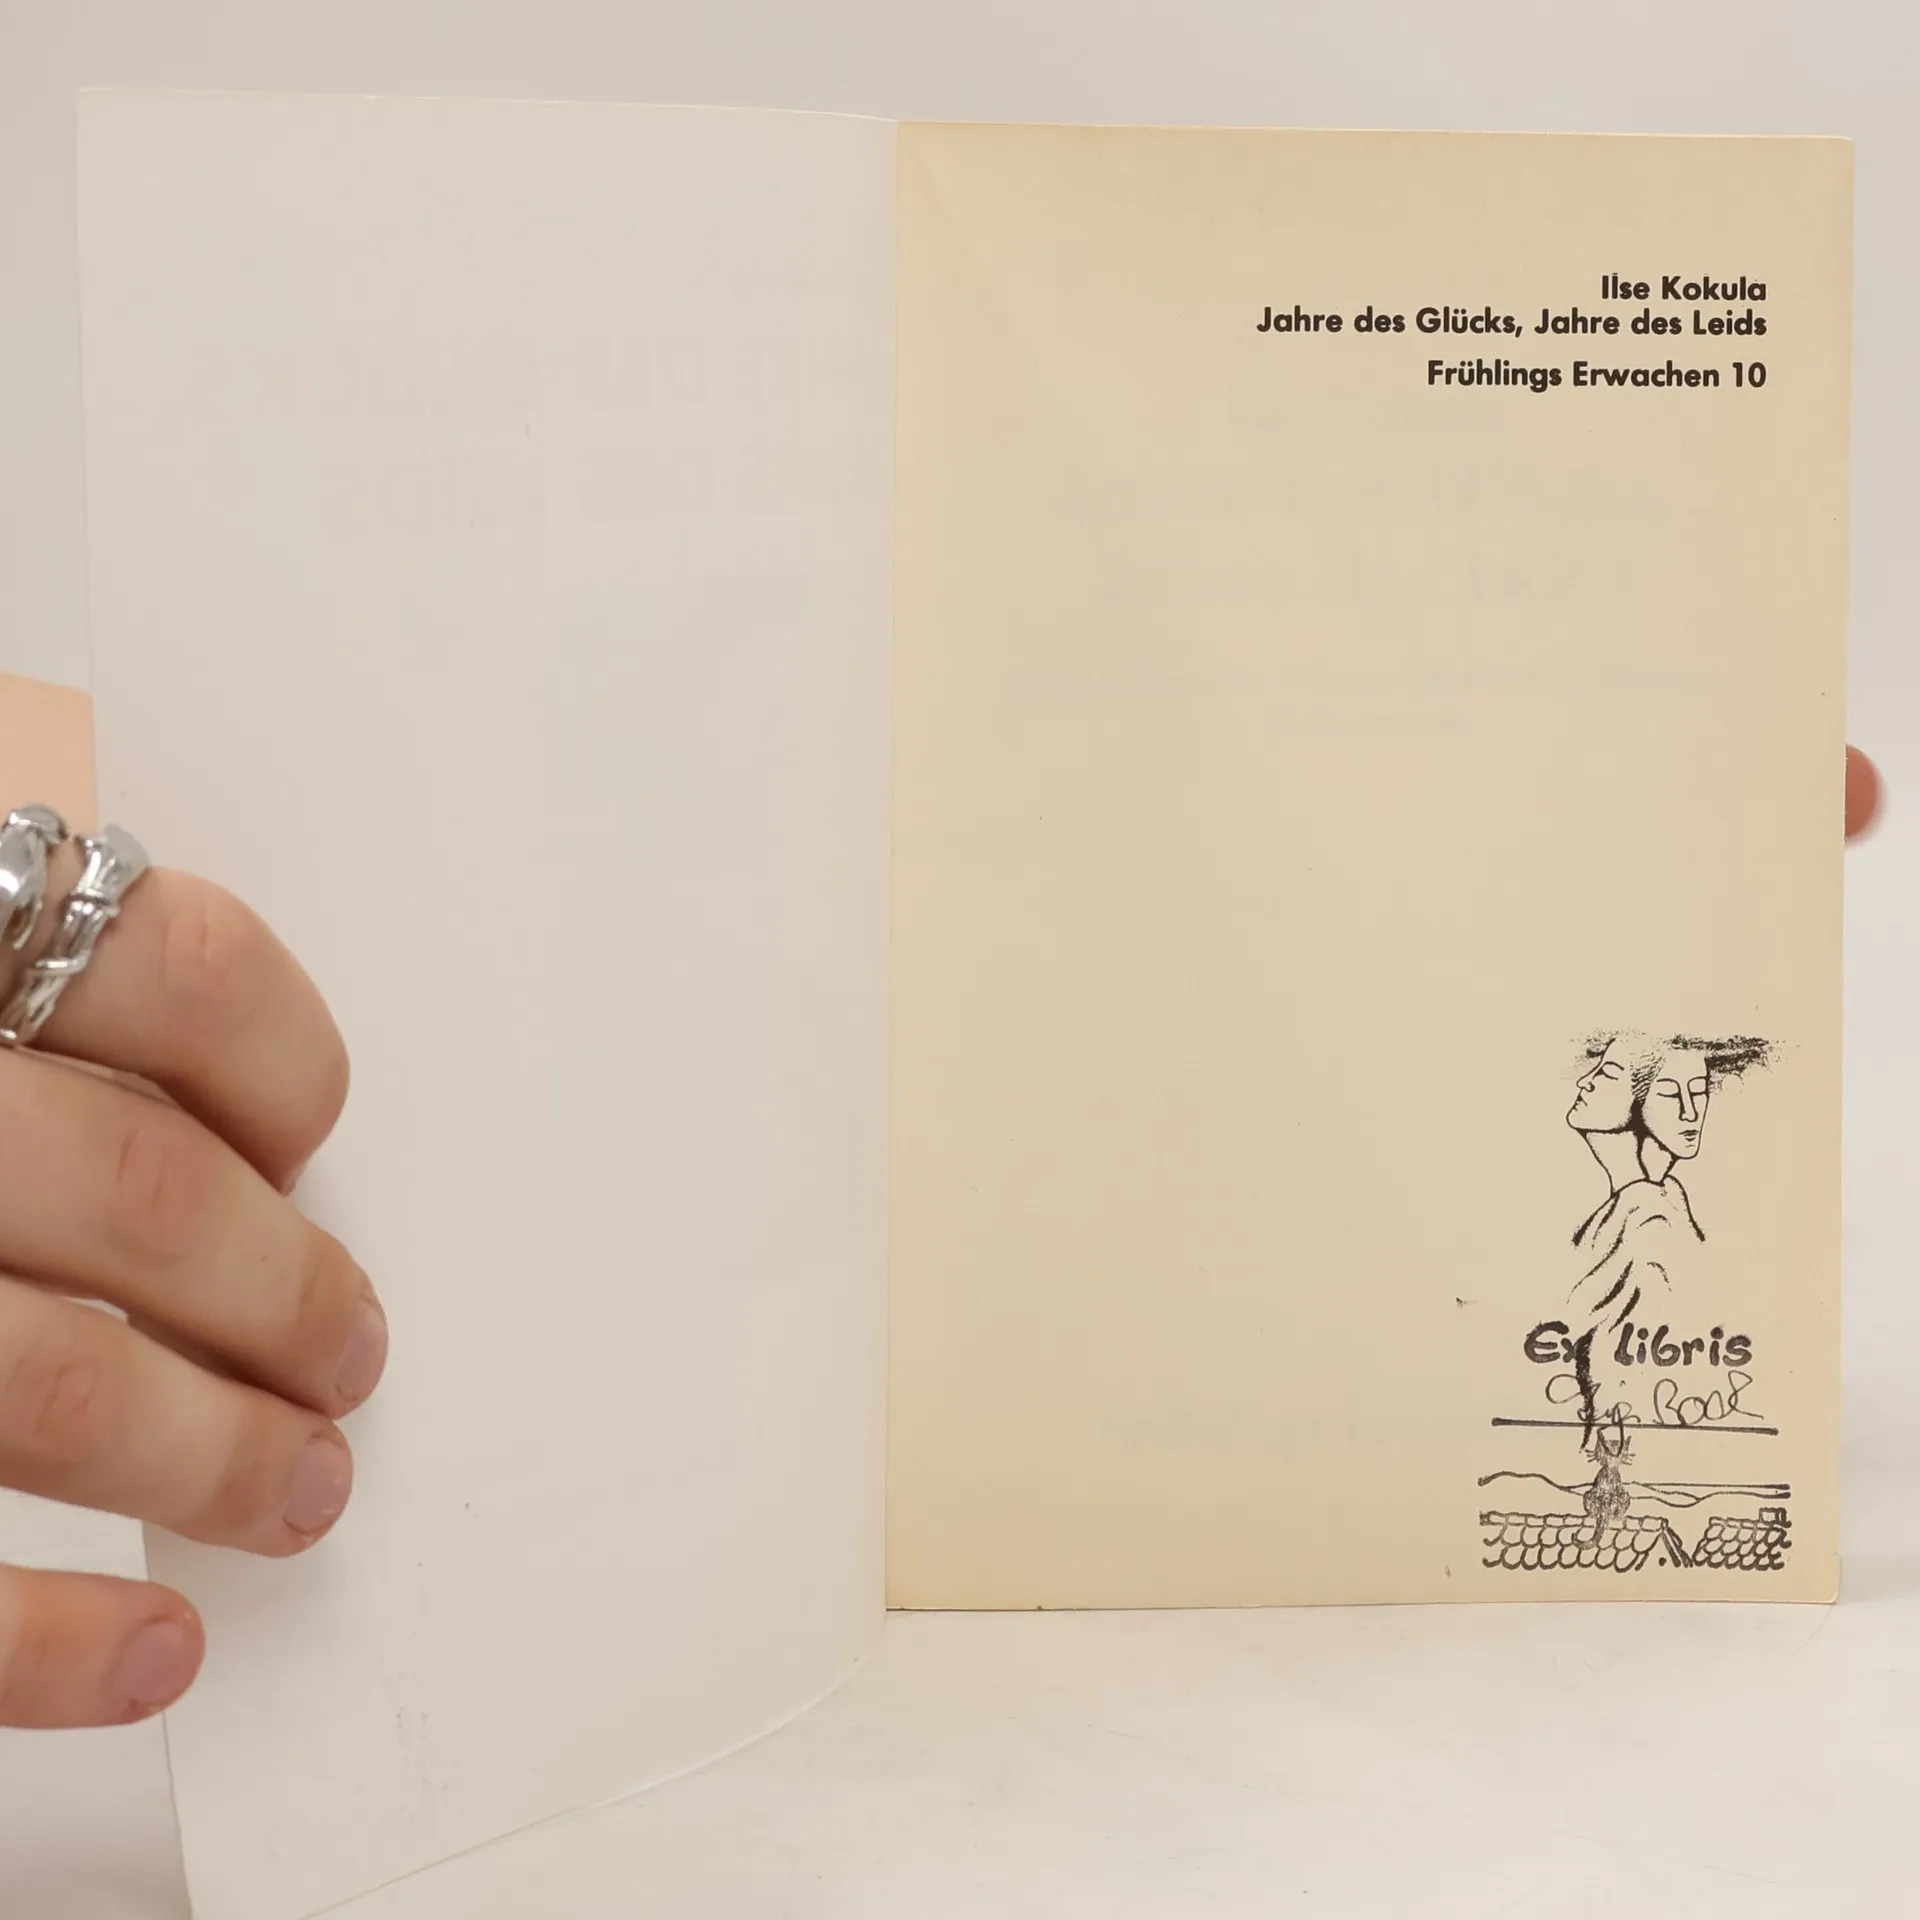 Ilse Kokula
Jahre des Glücks, Jahre des Leids
Frühlings Erwachen 10
Ex libris